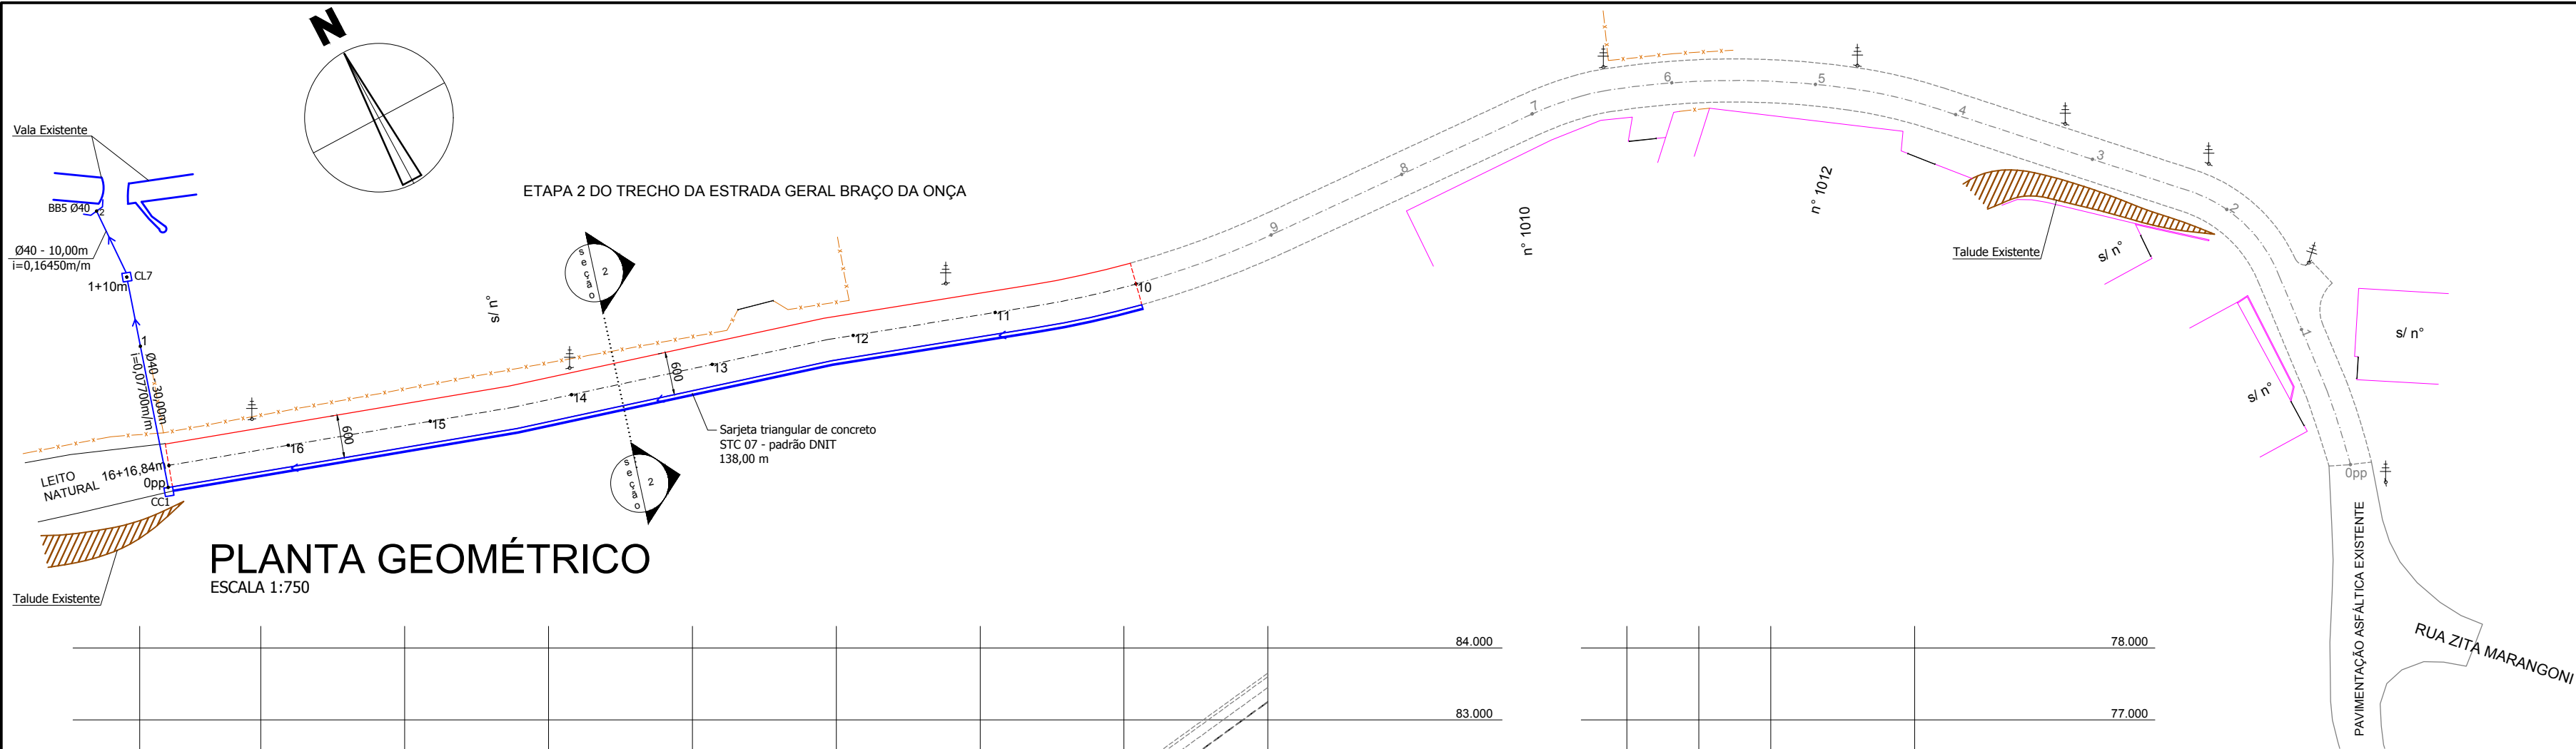 N
Vala Existente
BB5 Ø40
2
Ø40 - 10,00m
i=0,16450m/m
CL7
1+10m
1
Ø40 - 30,00m
i=0,07700m/m
ETAPA 2 DO TRECHO DA ESTRADA GERAL BRAÇO DA ONÇA
s/ n°
seção
2
600
600
16
15
14
13
12
11
10
9
8
7
6
5
4
3
2
1
0pp
LEITO
NATURAL
16+16,84m
0pp
CC1
Talude Existente
Sarjeta triangular de concreto
STC 07 - padrão DNIT
138,00 m
seção
2
n° 1010
n° 1012
Talude Existente
s/ n°
s/ n°
s/ n°
PAVIMENTAÇÃO ASFÁLTICA EXISTENTE
RUA ZITA MARANGONI
PLANTA GEOMÉTRICO
ESCALA 1:750
84.000
83.000
78.000
77.000